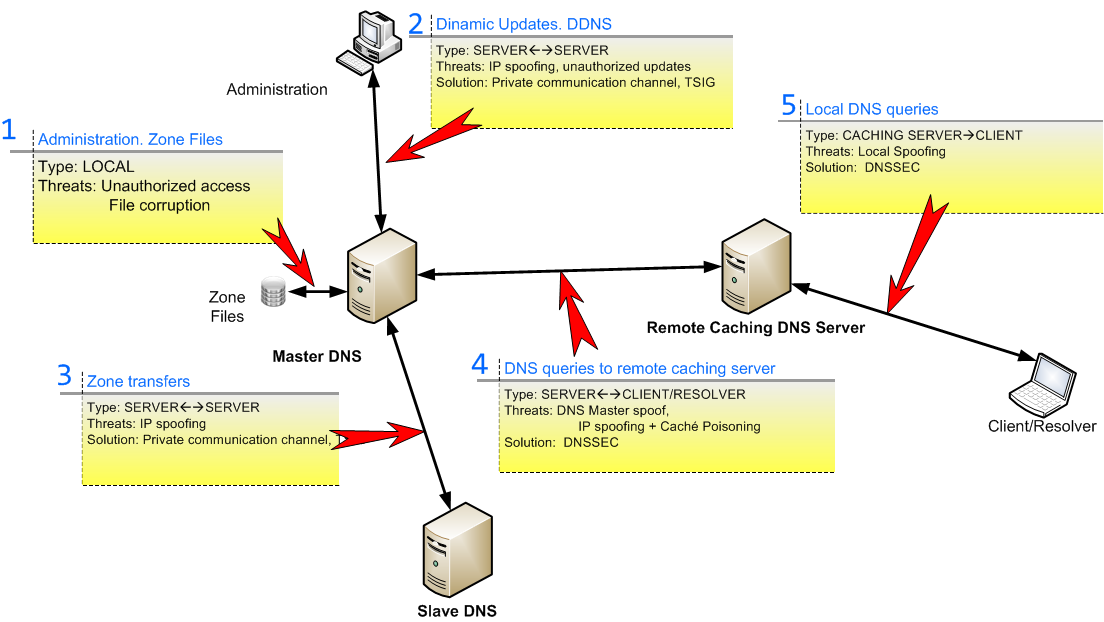 2 Dinamic Updates. DDNS
Type: SERVER←→SERVER
Threats: IP spoofing, unauthorized updates
Solution: Private communication channel, TSIG
Administration
5 Local DNS queries
Type: CACHING SERVER→CLIENT
Threats: Local Spoofing
Solution: DNSSEC
1 Administration. Zone Files
Type: LOCAL
Threats: Unauthorized access
File corruption
Zone
Files
Master DNS
Remote Caching DNS Server
Client/Resolver
3 Zone transfers
Type: SERVER←→SERVER
Threats: IP spoofing
Solution: Private communication channel,
4 DNS queries to remote caching server
Type: SERVER←→CLIENT/RESOLVER
Threats: DNS Master spoof,
IP spoofing + Caché Poisoning
Solution: DNSSEC
Slave DNS